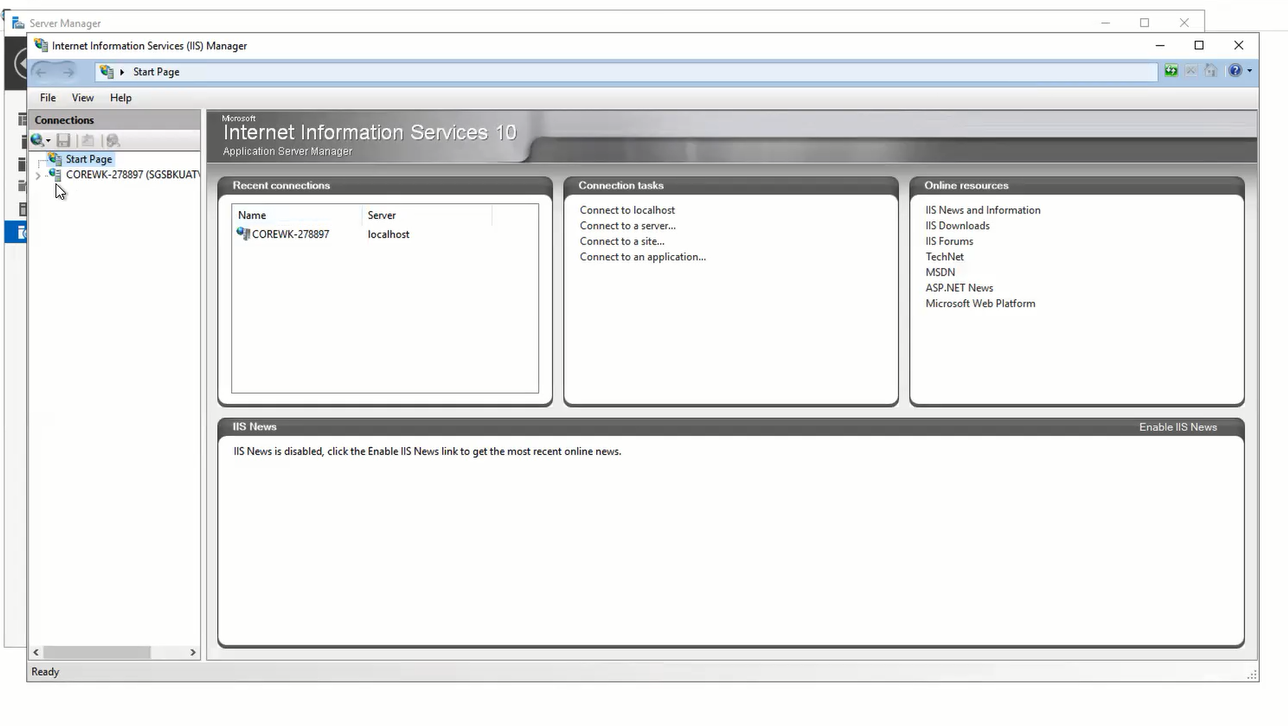 Server Manager
Internet Information Services (IIS) Manager
Start Page
File View Help
Connections
Start Page
COREWK-278897 (SGSBKUAT\
Microsoft
Internet Information Services 10
Application Server Manager
Recent connections
Name Server
COREWK-278897 localhost
Connection tasks
Connect to localhost
Connect to a server...
Connect to a site...
Connect to an application...
Online resources
IIS News and Information
IIS Downloads
IIS Forums
TechNet
MSDN
ASP.NET News
Microsoft Web Platform
IIS News Enable IIS News
IIS News is disabled, click the Enable IIS News link to get the most recent online news.
Ready